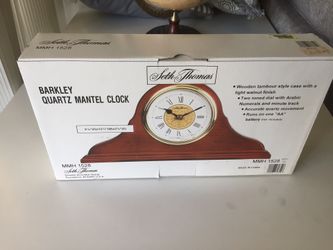 MMH 1528
Seth Thomas
BARKLEY
QUARTZ MANTEL CLOCK
Seth Thomas
• Wooden tambour style case with a
light walnut finish
• Two toned dial with Arabic
Numerals and minute track
• Accurate quartz movement
• Runs on one "AA"
battery
MMH 1528
Seth Thomas
MMH 1528